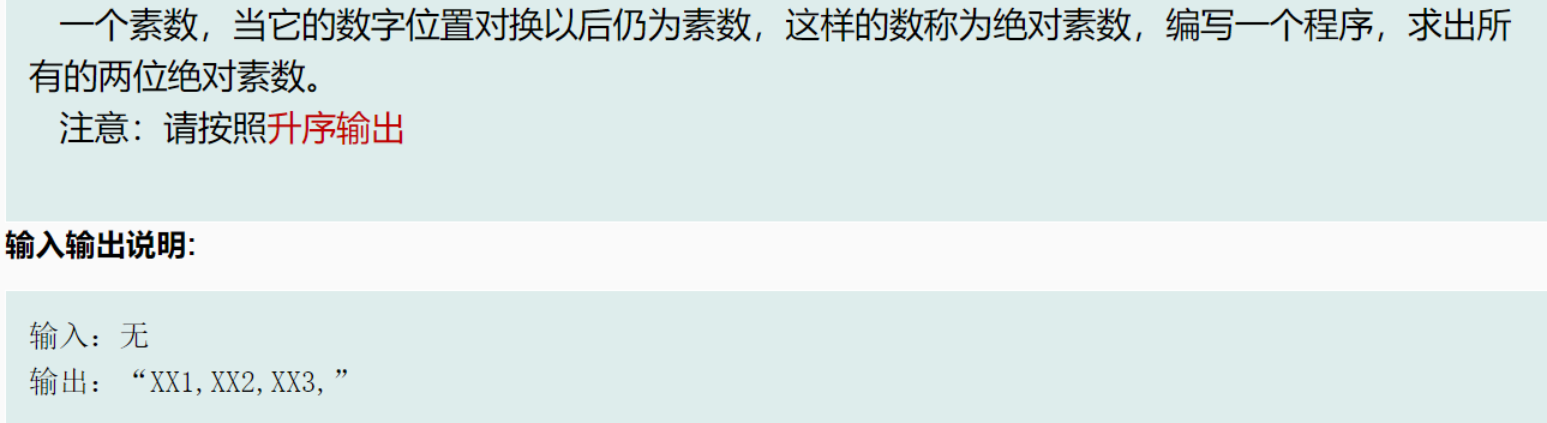 一个素数，当它的数字位置对换以后仍为素数，这样的数称为绝对素数，编写一个程序，求出所
有的两位绝对素数。
注意：请按照升序输出
输入输出说明:
输入：无
输出：“XX1,XX2,XX3,”